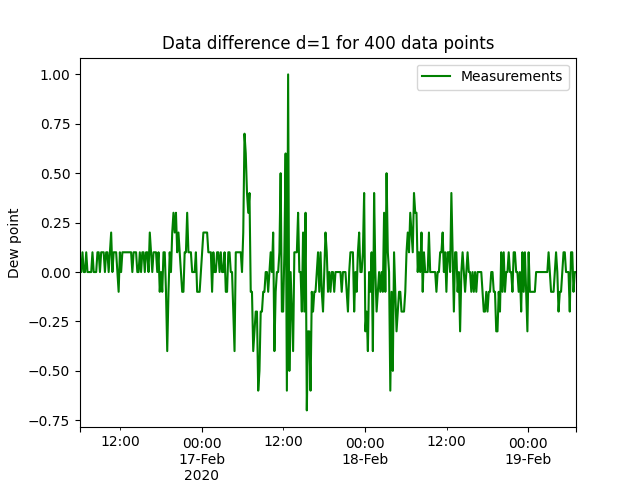 Data difference d=1 for 400 data points
Measurements
Dew point
1.00
0.75
0.50
0.25
0.00
−0.25
−0.50
−0.75
12:00 00:00 12:00 00:00 12:00 00:00
17-Feb 18-Feb 19-Feb
2020